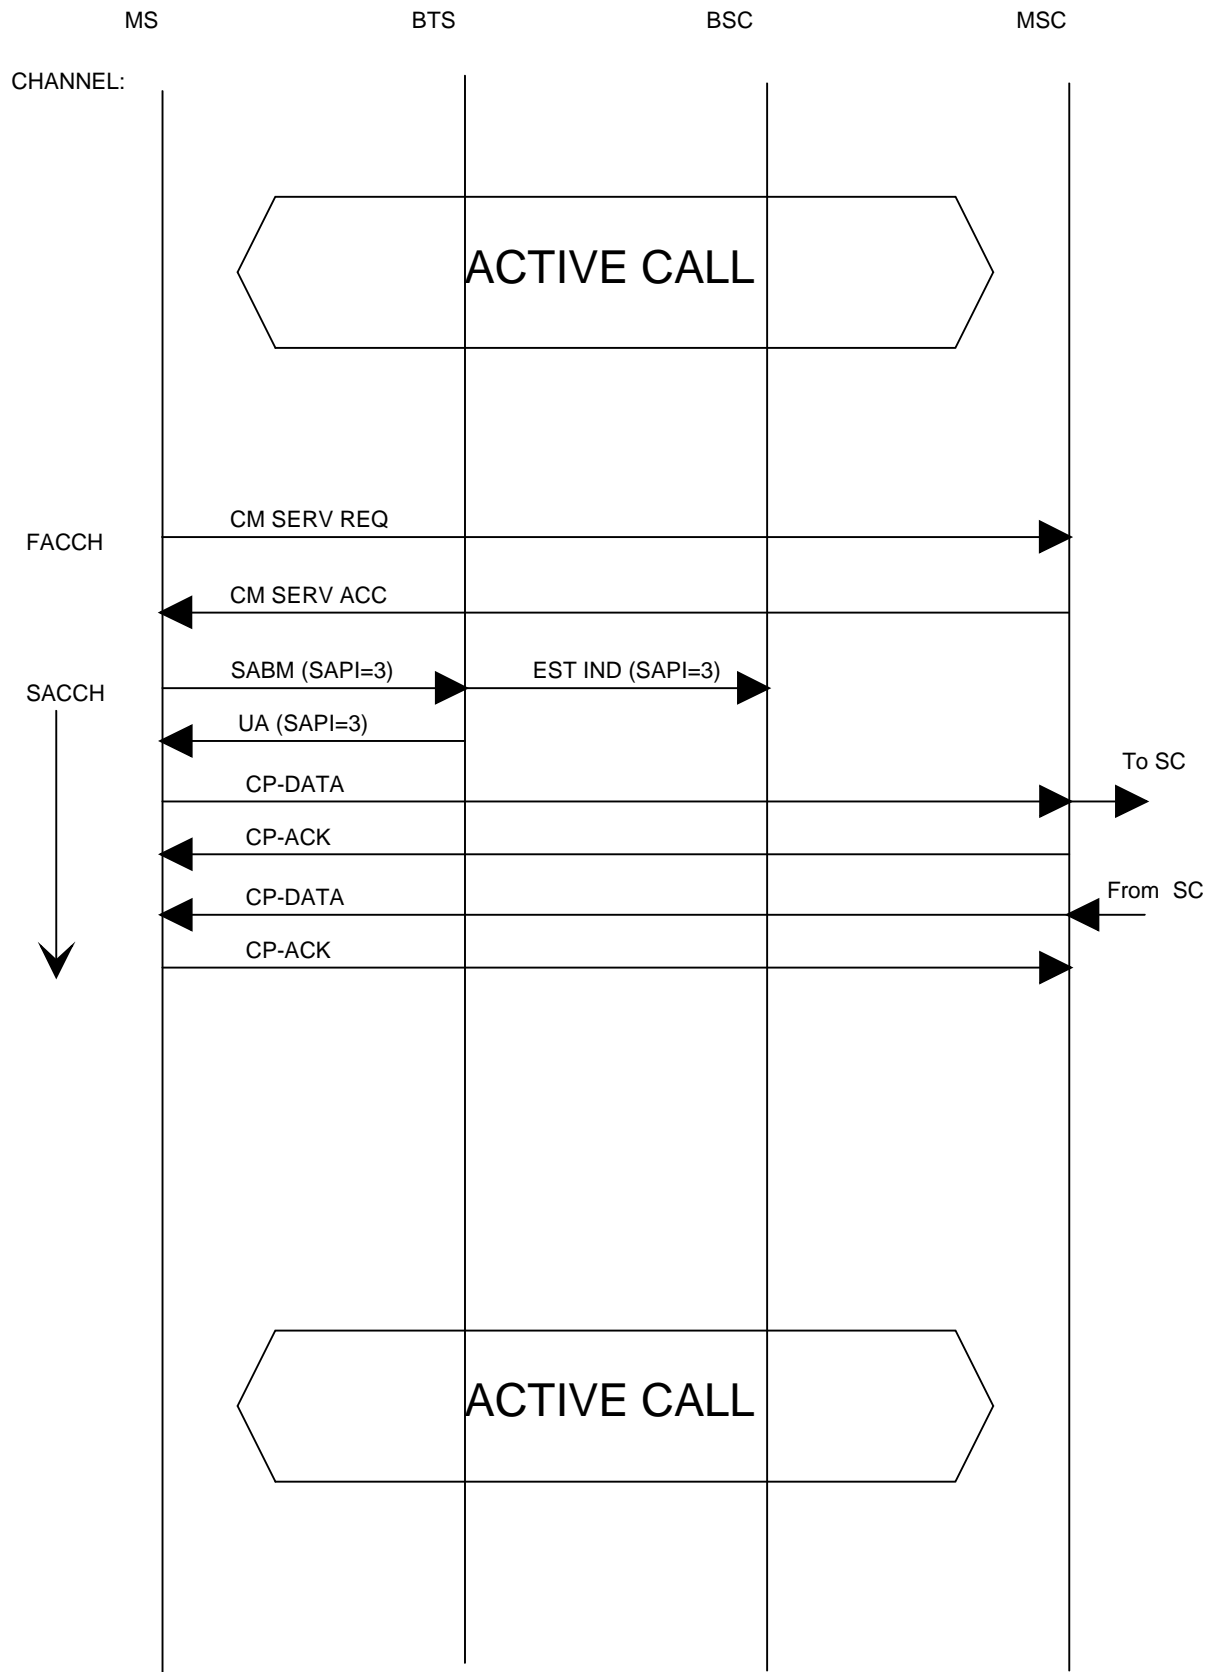 MS BTS BSC MSC
CHANNEL:
ACTIVE CALL
CM SERV REQ
FACCH
CM SERV ACC
SABM (SAPI=3) EST IND (SAPI=3)
SACCH
UA (SAPI=3)
To SC
CP-DATA
CP-ACK
From SC
CP-DATA
CP-ACK
ACTIVE CALL